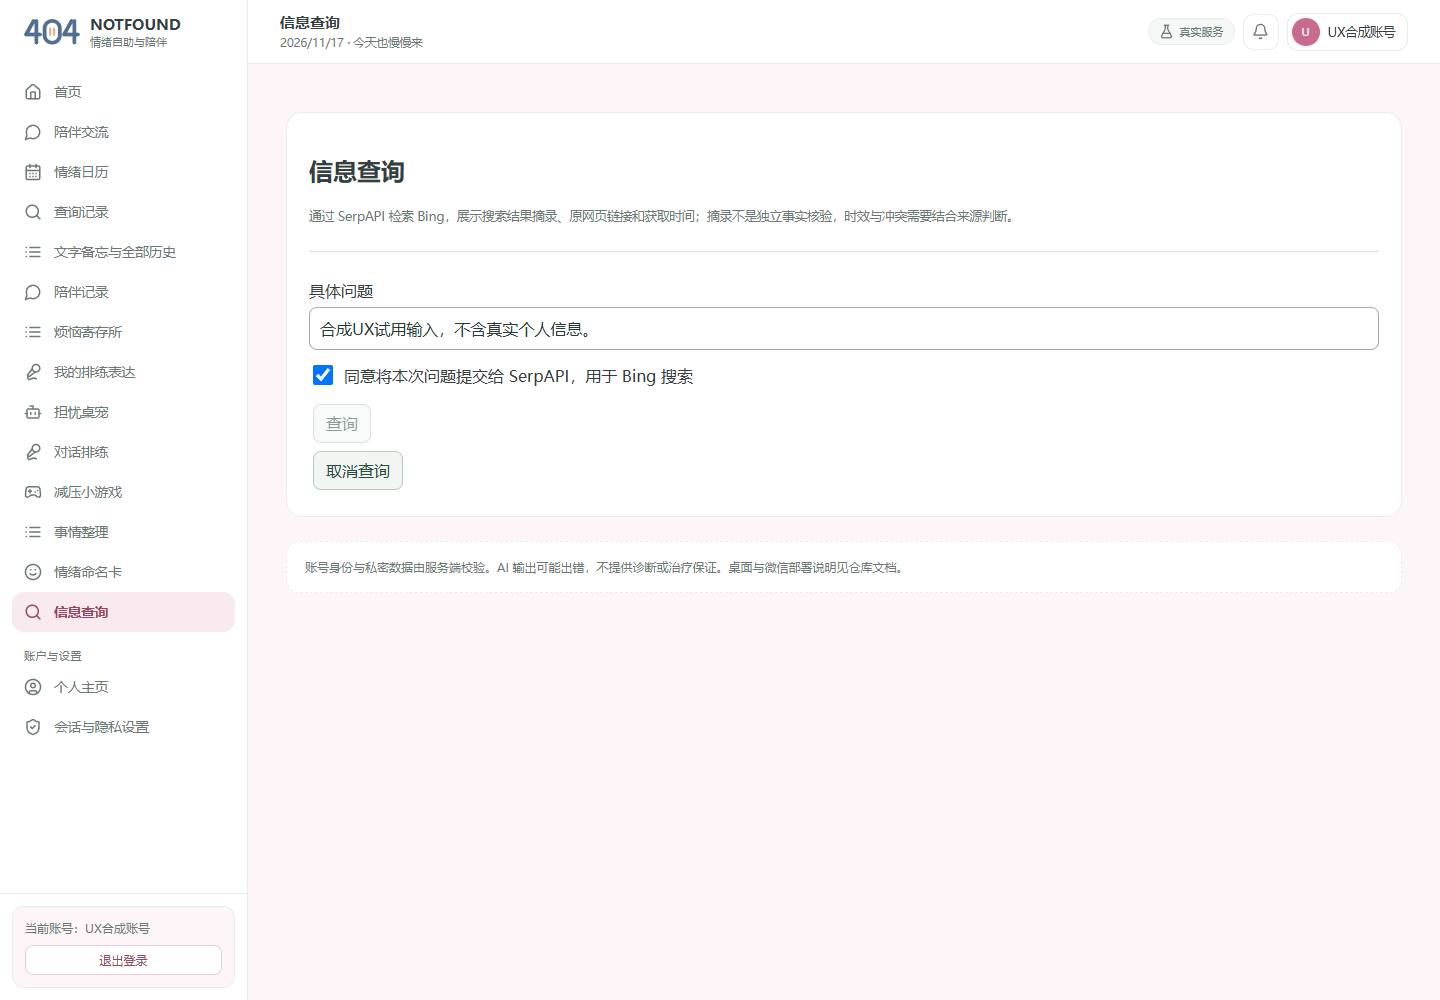 404 NOTFOUND
情绪自助与陪伴
首页
陪伴交流
情绪日历
查询记录
文字备忘与全部历史
陪伴记录
烦恼寄存所
我的排练表达
担忧桌宠
对话排练
减压小游戏
事情整理
情绪命名卡
信息查询
账户与设置
个人主页
会话与隐私设置
当前账号：UX合成账号
退出登录
信息查询
2026/11/17 · 今天也慢慢来
真实服务
U UX合成账号
信息查询
通过 SerpAPI 检索 Bing，展示搜索结果摘录、原网页链接和获取时间；摘录不是独立事实核验，时效与冲突需要结合来源判断。
具体问题
合成UX试用输入，不含真实个人信息。
同意将本次问题提交给 SerpAPI，用于 Bing 搜索
查询
取消查询
账号身份与私密数据由服务端校验。AI 输出可能出错，不提供诊断或治疗保证。桌面与微信部署说明见仓库文档。